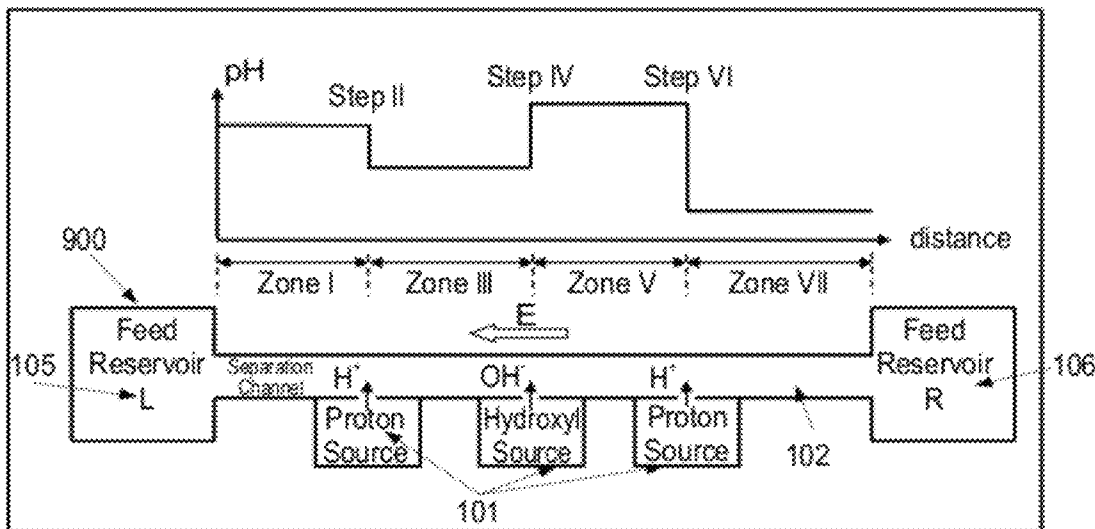 pH
Step II
Step IV
Step VI
distance
900
Zone I
Zone III
Zone V
Zone VII
E
Feed
Reservoir
L
105
Separation
Channel
H⁺
OH⁻
H⁺
Feed
Reservoir
R
106
Proton
Source
Hydroxyl
Source
Proton
Source
102
101